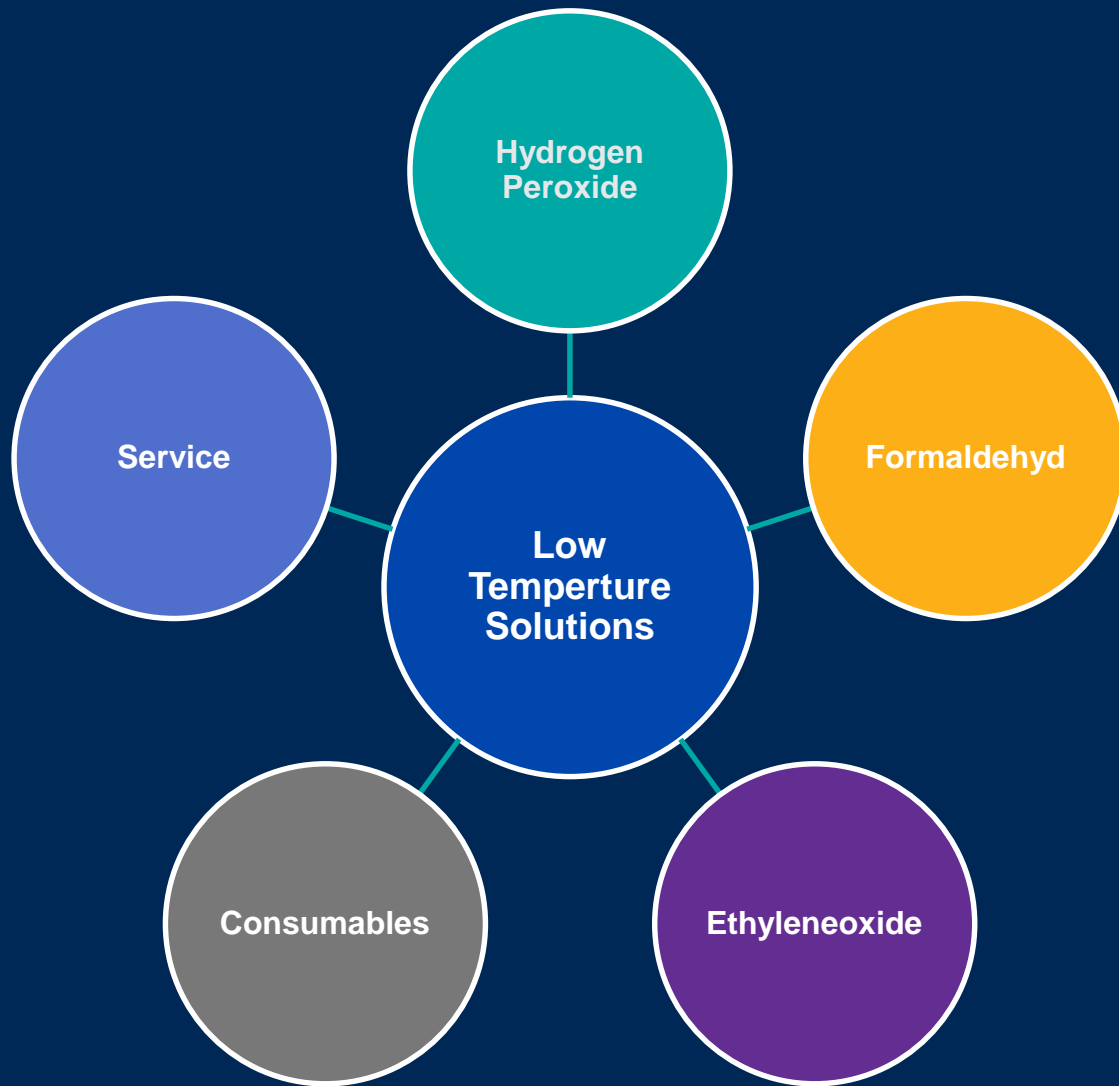 Hydrogen
Peroxide
Service
Formaldehyd
Low
Temperture
Solutions
Consumables
Ethyleneoxide